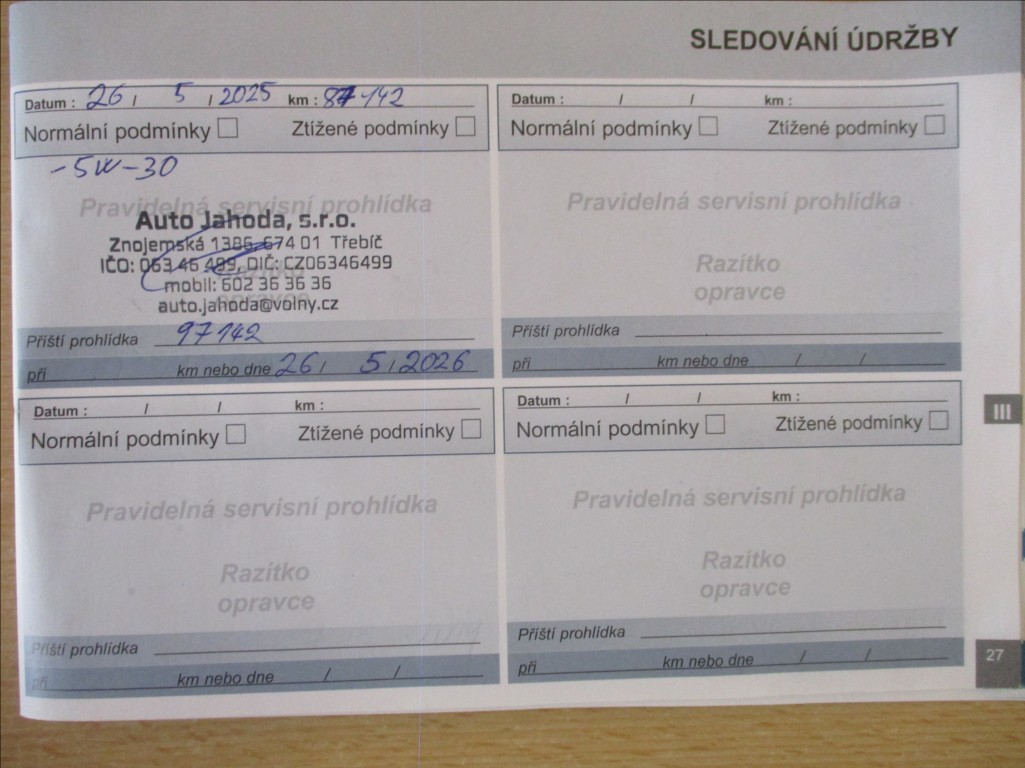 SLEDOVÁNÍ ÚDRŽBY
Datum : 26 / 5 / 2025 km : 87 142
Normální podmínky Ztížené podmínky
-5W-30
Pravidelná servisní prohlídka
Auto Jahoda, s.r.o.
Znojemská 1386, 674 01 Třebíč
IČO: 063 46 499, DIČ: CZ06346499
mobil: 602 36 36 36
auto.jahoda@volny.cz
Příští prohlídka 97142
při km nebo dne 26 / 5 / 2026
Datum : / / km :
Normální podmínky Ztížené podmínky
Pravidelná servisní prohlídka
Razítko
opravce
Příští prohlídka
při km nebo dne / /
Datum : / / km :
Normální podmínky Ztížené podmínky
Pravidelná servisní prohlídka
Razítko
opravce
Příští prohlídka
při km nebo dne / /
Datum : / / km :
Normální podmínky Ztížené podmínky
Pravidelná servisní prohlídka
Razítko
opravce
Příští prohlídka
při km nebo dne / /
III
27